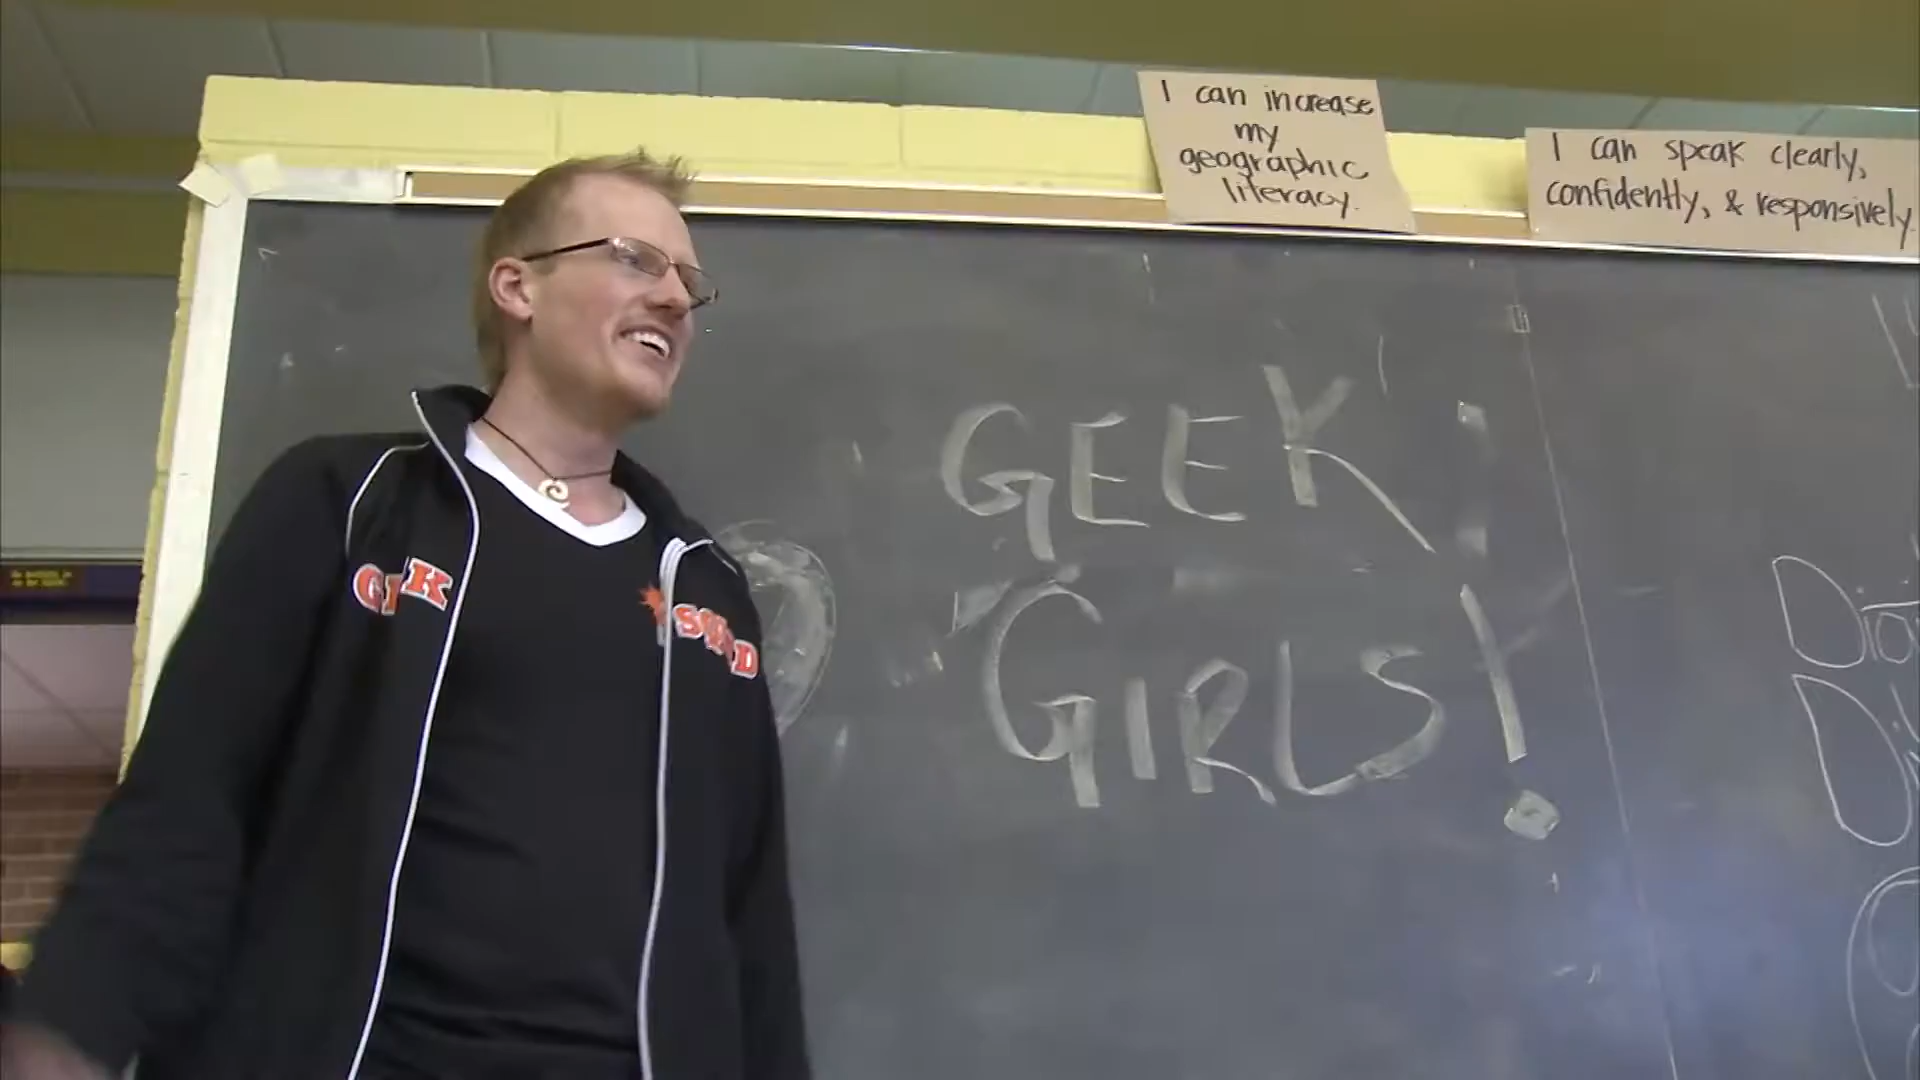 I can increase
my
geographic
literacy.
I can speak clearly,
confidently, & responsively.
GEEK
GIRLS!